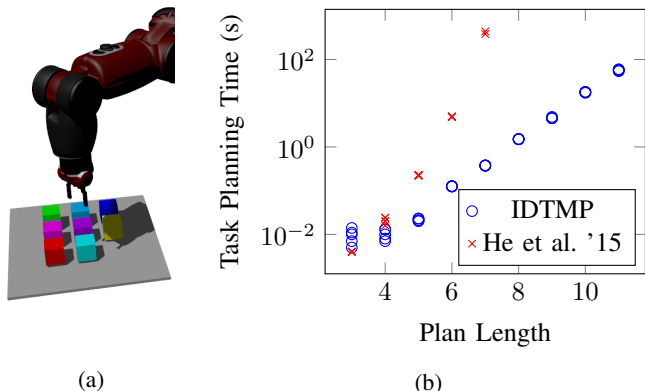 Task Planning Time (s)
10^2
10^0
10^−2
4
6
8
10
Plan Length
IDTMP
He et al. ’15
(a)
(b)